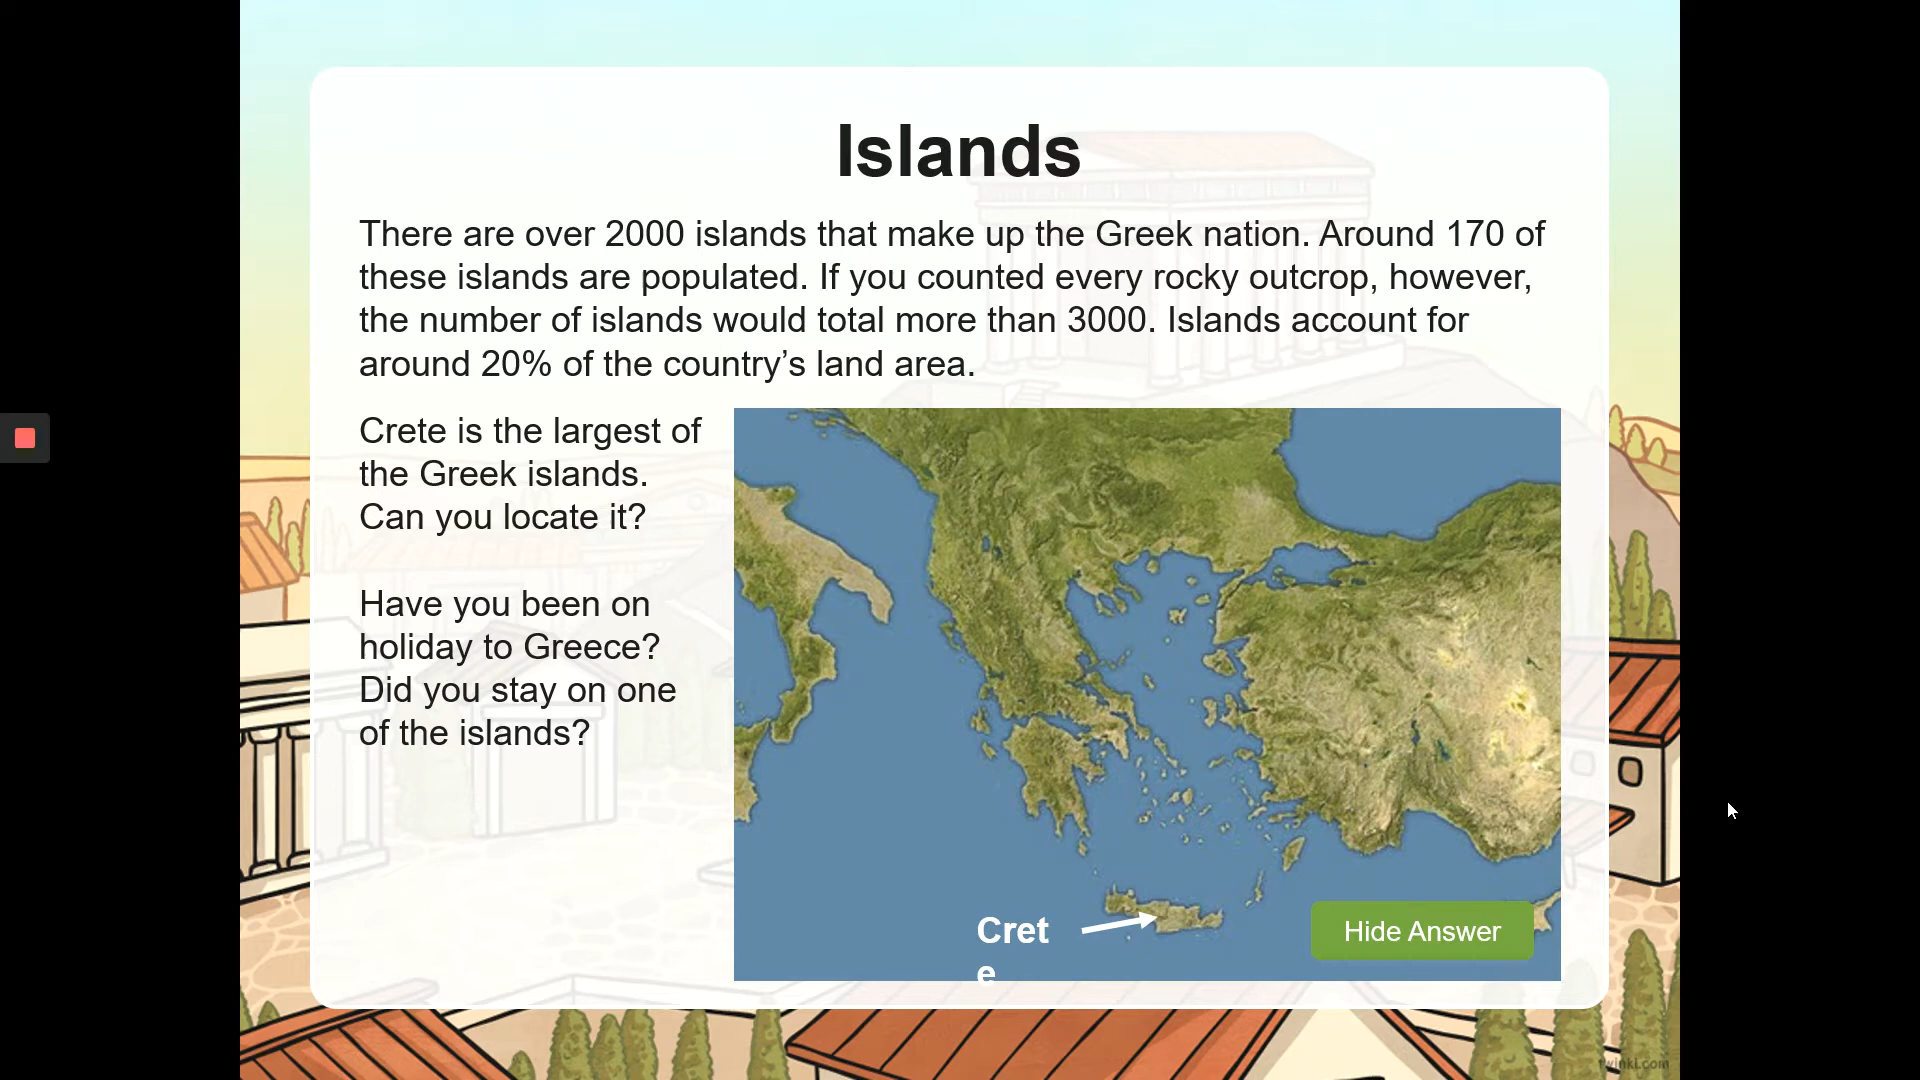 Islands
There are over 2000 islands that make up the Greek nation. Around 170 of
these islands are populated. If you counted every rocky outcrop, however,
the number of islands would total more than 3000. Islands account for
around 20% of the country’s land area.
Crete is the largest of
the Greek islands.
Can you locate it?
Have you been on
holiday to Greece?
Did you stay on one
of the islands?
Cret
e
Hide Answer
twinkl.com